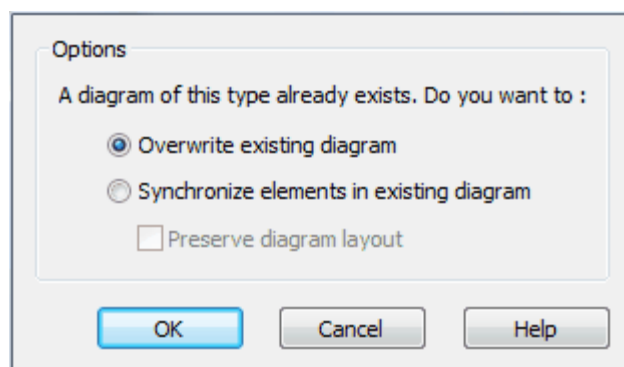 Options
A diagram of this type already exists. Do you want to :
Overwrite existing diagram
Synchronize elements in existing diagram
Preserve diagram layout
OK Cancel Help